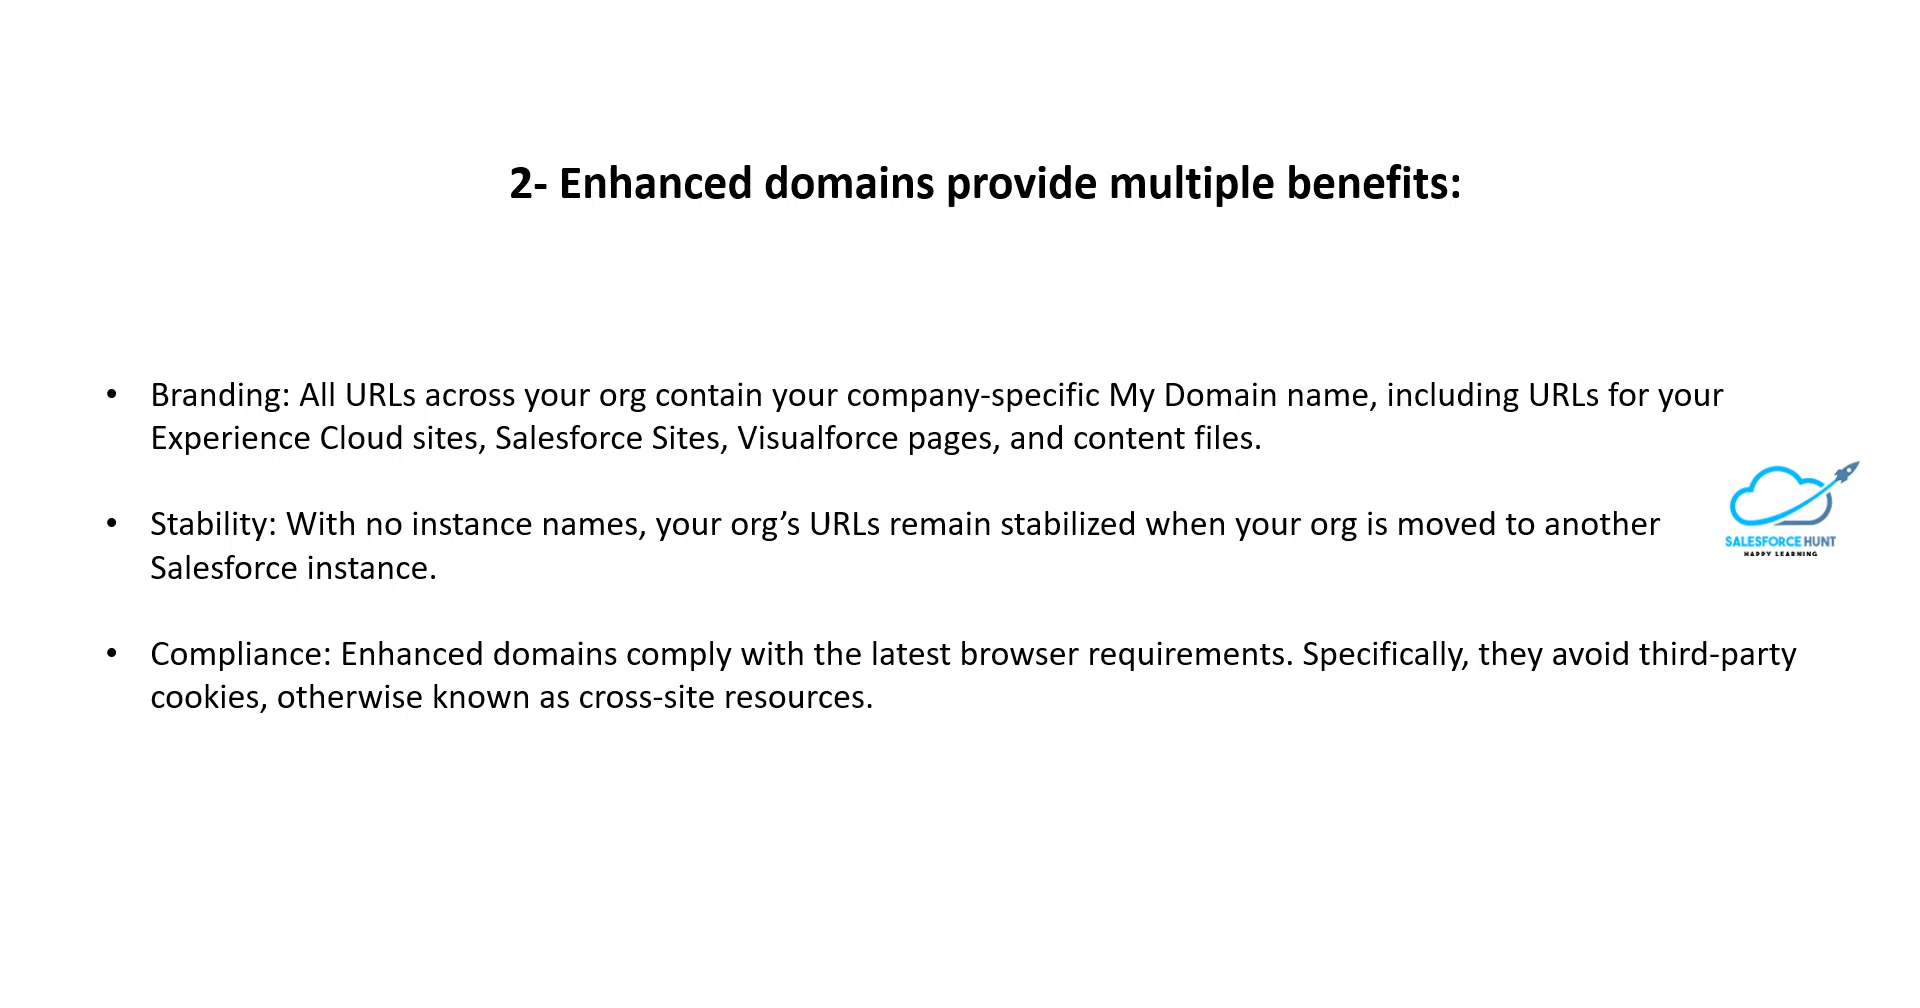 2- Enhanced domains provide multiple benefits:
• Branding: All URLs across your org contain your company-specific My Domain name, including URLs for your
Experience Cloud sites, Salesforce Sites, Visualforce pages, and content files.
• Stability: With no instance names, your org’s URLs remain stabilized when your org is moved to another
Salesforce instance.
SALESFORCE HUNT
HAPPY LEARNING
• Compliance: Enhanced domains comply with the latest browser requirements. Specifically, they avoid third-party
cookies, otherwise known as cross-site resources.